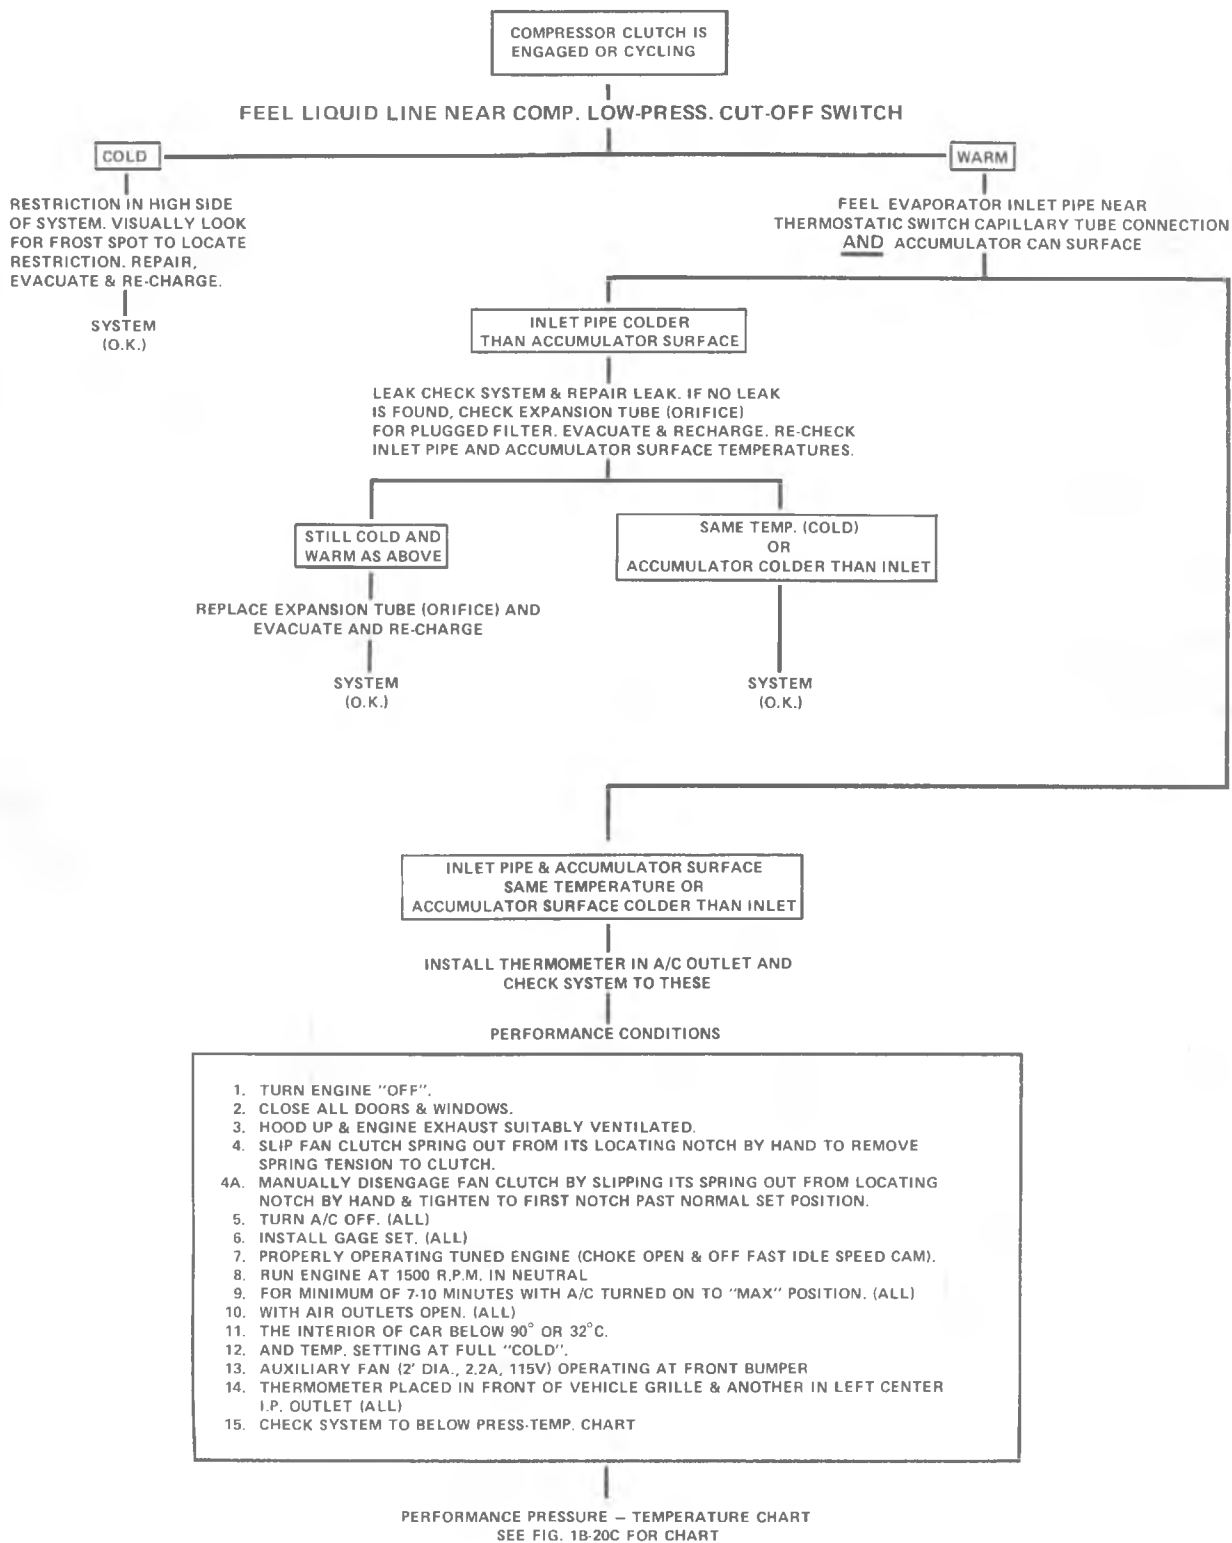 COMPRESSOR CLUTCH IS
ENGAGED OR CYCLING
FEEL LIQUID LINE NEAR COMP. LOW-PRESS. CUT-OFF SWITCH
COLD
WARM
RESTRICTION IN HIGH SIDE
OF SYSTEM. VISUALLY LOOK
FOR FROST SPOT TO LOCATE
RESTRICTION. REPAIR,
EVACUATE & RE-CHARGE.
SYSTEM
(O.K.)
FEEL EVAPORATOR INLET PIPE NEAR
THERMOSTATIC SWITCH CAPILLARY TUBE CONNECTION
AND ACCUMULATOR CAN SURFACE
INLET PIPE COLDER
THAN ACCUMULATOR SURFACE
LEAK CHECK SYSTEM & REPAIR LEAK. IF NO LEAK
IS FOUND, CHECK EXPANSION TUBE (ORIFICE)
FOR PLUGGED FILTER. EVACUATE & RECHARGE. RE-CHECK
INLET PIPE AND ACCUMULATOR SURFACE TEMPERATURES.
STILL COLD AND
WARM AS ABOVE
REPLACE EXPANSION TUBE (ORIFICE) AND
EVACUATE AND RE-CHARGE
SYSTEM
(O.K.)
SAME TEMP. (COLD)
OR
ACCUMULATOR COLDER THAN INLET
SYSTEM
(O.K.)
INLET PIPE & ACCUMULATOR SURFACE
SAME TEMPERATURE OR
ACCUMULATOR SURFACE COLDER THAN INLET
INSTALL THERMOMETER IN A/C OUTLET AND
CHECK SYSTEM TO THESE
PERFORMANCE CONDITIONS
1. TURN ENGINE "OFF".
2. CLOSE ALL DOORS & WINDOWS.
3. HOOD UP & ENGINE EXHAUST SUITABLY VENTILATED.
4. SLIP FAN CLUTCH SPRING OUT FROM ITS LOCATING NOTCH BY HAND TO REMOVE
SPRING TENSION TO CLUTCH.
4A. MANUALLY DISENGAGE FAN CLUTCH BY SLIPPING ITS SPRING OUT FROM LOCATING
NOTCH BY HAND & TIGHTEN TO FIRST NOTCH PAST NORMAL SET POSITION.
5. TURN A/C OFF. (ALL)
6. INSTALL GAGE SET. (ALL)
7. PROPERLY OPERATING TUNED ENGINE (CHOKE OPEN & OFF FAST IDLE SPEED CAM).
8. RUN ENGINE AT 1500 R.P.M. IN NEUTRAL
9. FOR MINIMUM OF 7-10 MINUTES WITH A/C TURNED ON TO "MAX" POSITION. (ALL)
10. WITH AIR OUTLETS OPEN. (ALL)
11. THE INTERIOR OF CAR BELOW 90° OR 32°C.
12. AND TEMP. SETTING AT FULL "COLD".
13. AUXILIARY FAN (2' DIA., 2.2A, 115V) OPERATING AT FRONT BUMPER
14. THERMOMETER PLACED IN FRONT OF VEHICLE GRILLE & ANOTHER IN LEFT CENTER
I.P. OUTLET (ALL)
15. CHECK SYSTEM TO BELOW PRESS-TEMP. CHART
PERFORMANCE PRESSURE – TEMPERATURE CHART
SEE FIG. 1B-20C FOR CHART